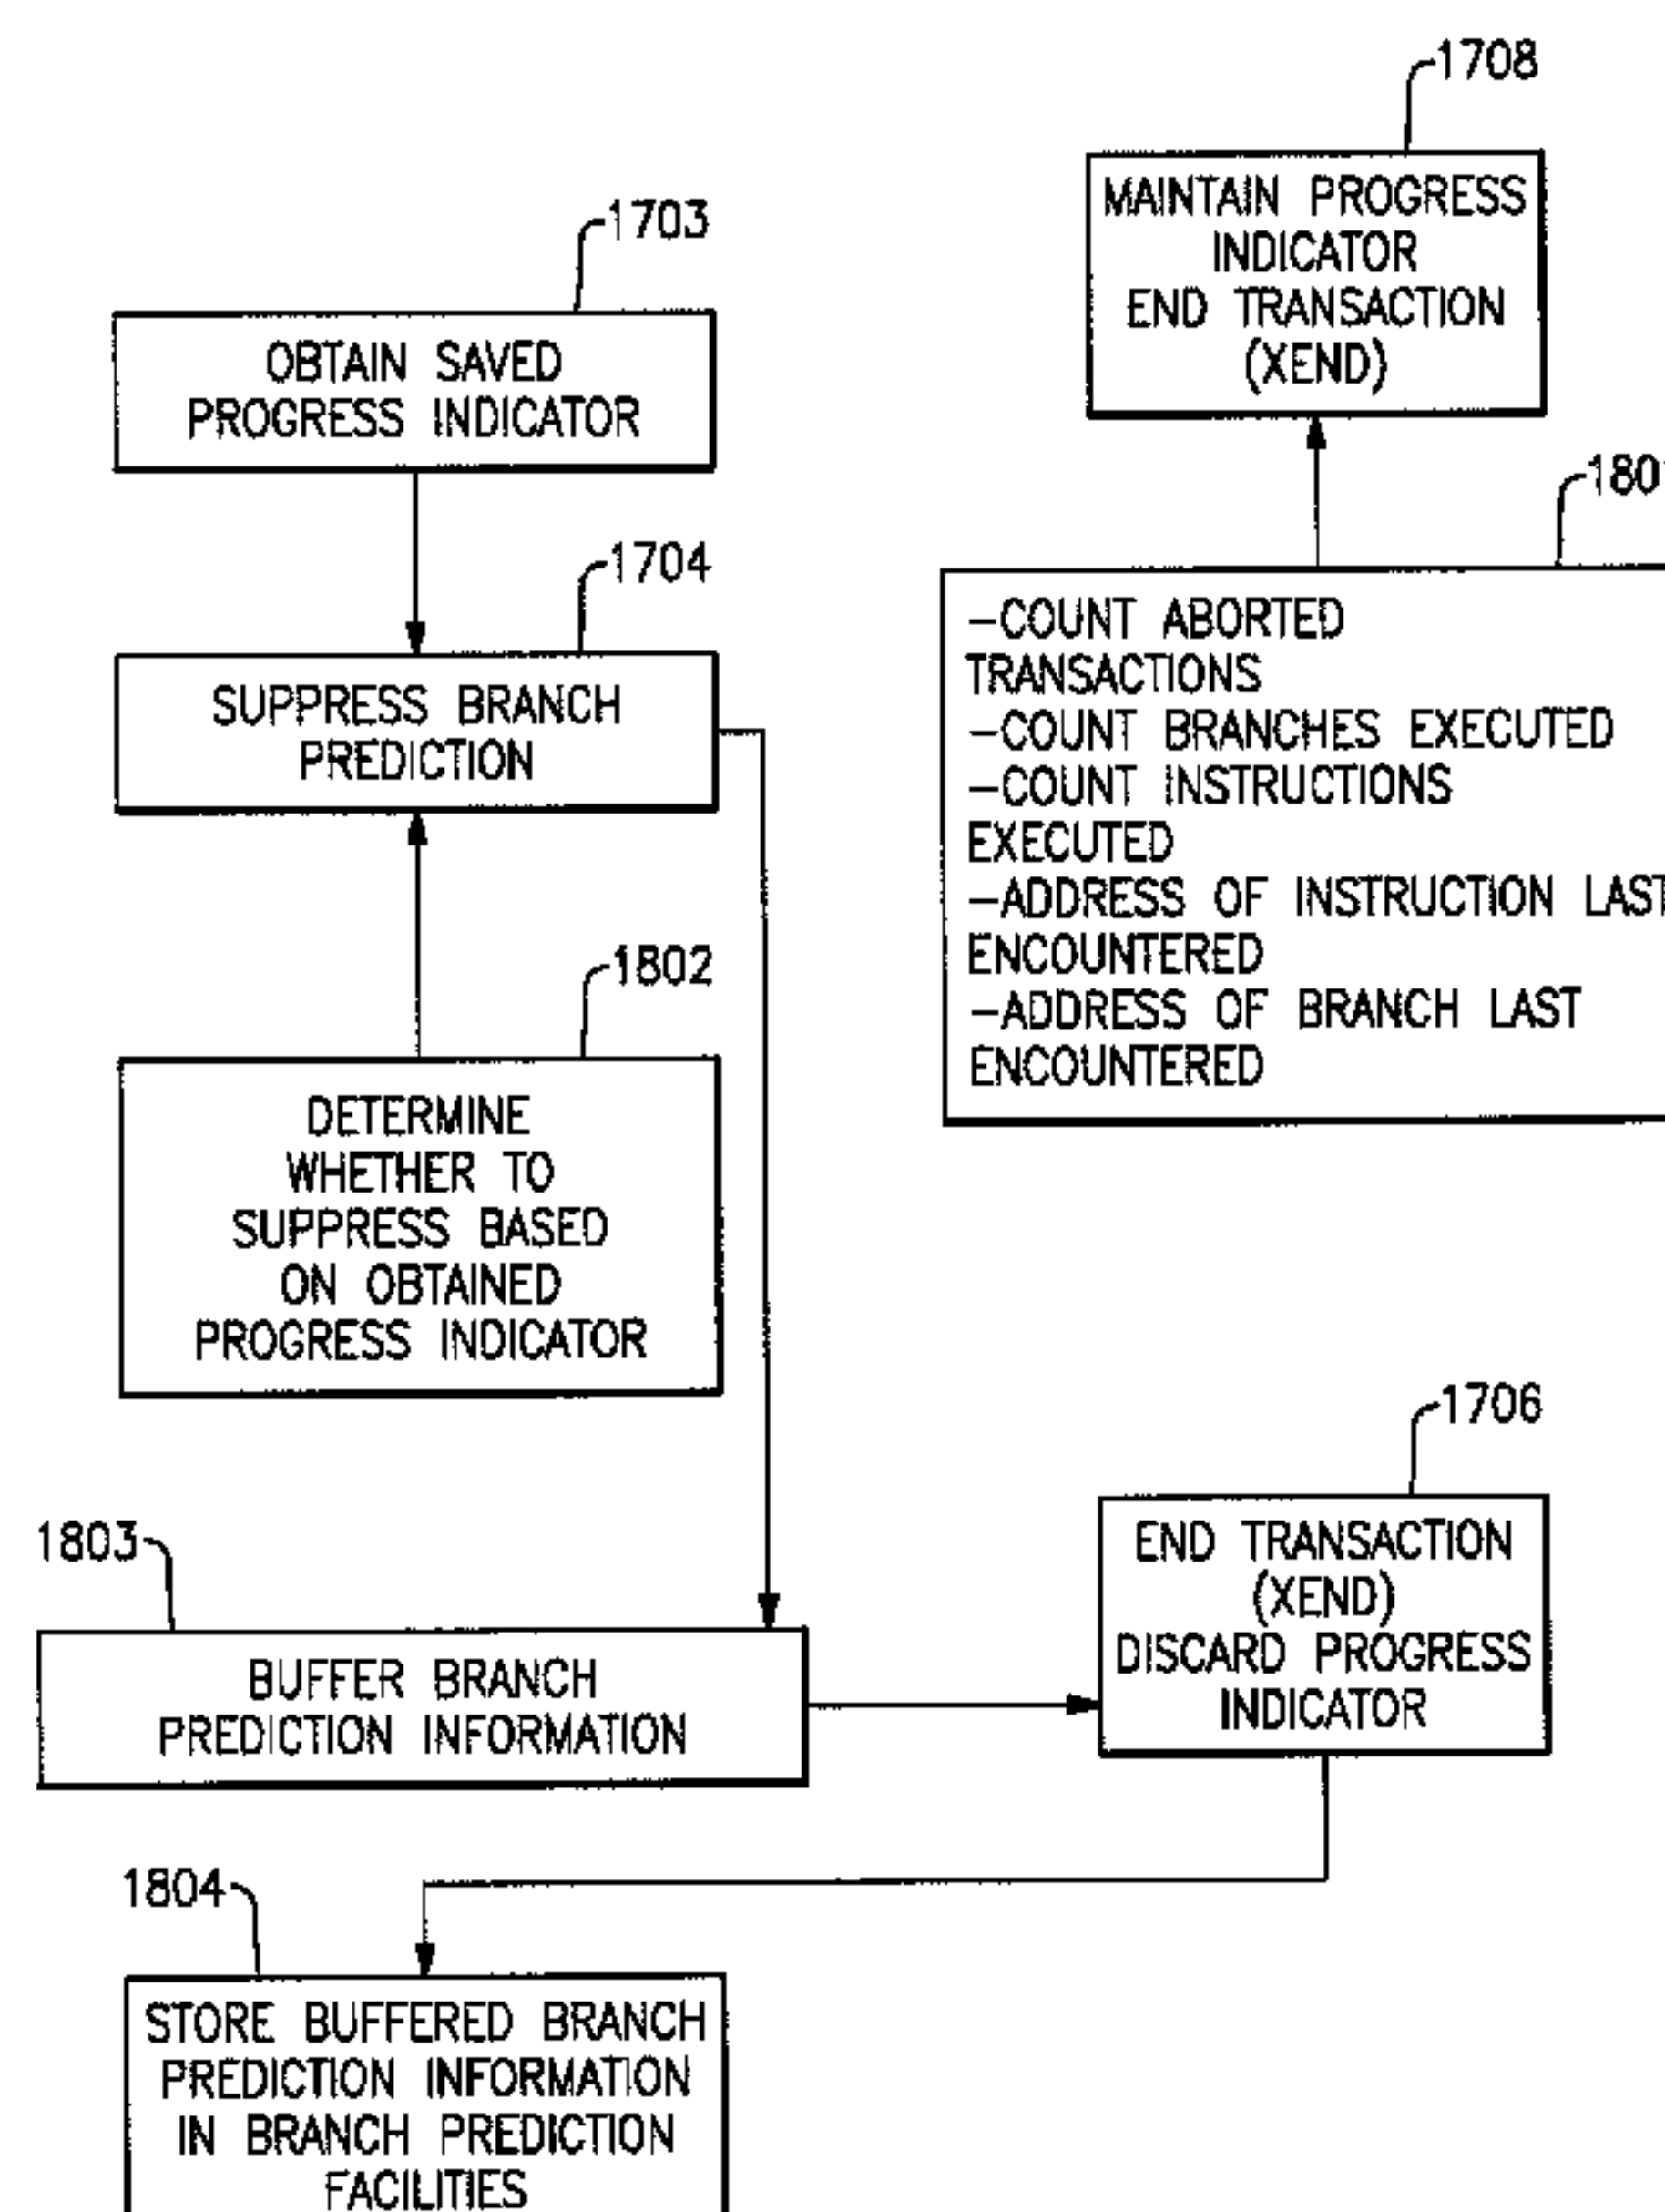 1708
MAINTAIN PROGRESS
INDICATOR
END TRANSACTION
(XEND)
1703
OBTAIN SAVED
PROGRESS INDICATOR
1704
SUPPRESS BRANCH
PREDICTION
-COUNT ABORTED
TRANSACTIONS
-COUNT BRANCHES EXECUTED
-COUNT INSTRUCTIONS
EXECUTED
-ADDRESS OF INSTRUCTION LAST
ENCOUNTERED
-ADDRESS OF BRANCH LAST
ENCOUNTERED
1802
DETERMINE
WHETHER TO
SUPPRESS BASED
ON OBTAINED
PROGRESS INDICATOR
1706
END TRANSACTION
(XEND)
DISCARD PROGRESS
INDICATOR
1803
BUFFER BRANCH
PREDICTION INFORMATION
1804
STORE BUFFERED BRANCH
PREDICTION INFORMATION
IN BRANCH PREDICTION
FACILITIES